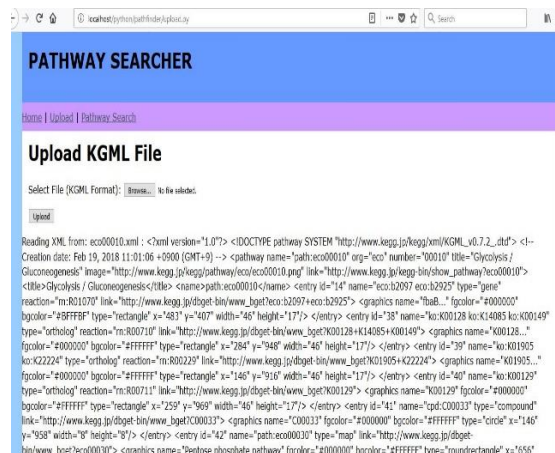 localhost/python/pathfinder/upload.py
Search
PATHWAY SEARCHER
Home | Upload | Pathway Search
Upload KGML File
Select File (KGML Format): Browse... No file selected.
Upload
Reading XML from: eco00010.xml : <?xml version="1.0"?> <!DOCTYPE pathway SYSTEM "http://www.kegg.jp/kegg/xml/KGML_v0.7.2_.dtd"> <!--
Creation date: Feb 19, 2018 11:01:06 +0900 (GMT+9) --> <pathway name="path:eco00010" org="eco" number="00010" title="Glycolysis /
Gluconeogenesis" image="http://www.kegg.jp/kegg/pathway/eco/eco00010.png" link="http://www.kegg.jp/kegg-bin/show_pathway?eco00010">
<title>Glycolysis / Gluconeogenesis</title> <name>path:eco00010</name> <entry id="14" name="eco:b2097 eco:b2925" type="gene"
reaction="rn:R01070" link="http://www.kegg.jp/dbget-bin/www_bget?eco:b2097+eco:b2925"> <graphics name="fbaB..." fgcolor="#000000"
bgcolor="#BFFFBF" type="rectangle" x="483" y="407" width="46" height="17"/> </entry> <entry id="38" name="ko:K00128 ko:K14085 ko:K00149"
type="ortholog" reaction="rn:R00710" link="http://www.kegg.jp/dbget-bin/www_bget?K00128+K14085+K00149"> <graphics name="K00128..."
fgcolor="#000000" bgcolor="#FFFFFF" type="rectangle" x="284" y="948" width="46" height="17"/> </entry> <entry id="39" name="ko:K01905
ko:K22224" type="ortholog" reaction="rn:R00229" link="http://www.kegg.jp/dbget-bin/www_bget?K01905+K22224"> <graphics name="K01905..."
fgcolor="#000000" bgcolor="#FFFFFF" type="rectangle" x="146" y="916" width="46" height="17"/> </entry> <entry id="40" name="ko:K00129"
type="ortholog" reaction="rn:R00711" link="http://www.kegg.jp/dbget-bin/www_bget?K00129"> <graphics name="K00129" fgcolor="#000000"
bgcolor="#FFFFFF" type="rectangle" x="259" y="969" width="46" height="17"/> </entry> <entry id="41" name="cpd:C00033" type="compound"
link="http://www.kegg.jp/dbget-bin/www_bget?C00033"> <graphics name="C00033" fgcolor="#000000" bgcolor="#FFFFFF" type="circle" x="146"
y="958" width="8" height="8"/> </entry> <entry id="42" name="path:eco00030" type="map" link="http://www.kegg.jp/dbget-
bin/www_bget?eco00030"> <graphics name="Pentose phosphate pathway" fgcolor="#000000" bgcolor="#FFFFFF" type="roundrectangle" x="656"